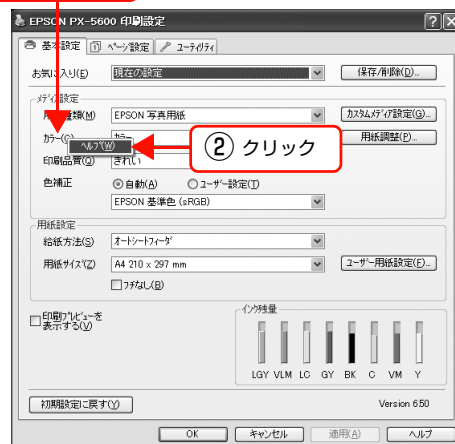 EPSON PX-5600 印刷設定
基本設定 ページ設定 ユーティリティ
お気に入り(E) 現在の設定 保存/削除(D)...
メディア設定
用紙種類(M) EPSON 写真用紙 カスタムメディア設定(G)...
カラー(C) カラー 用紙調整(P)...
ヘルプ(W)
② クリック
印刷品質(Q) きれい
色補正 自動(A) ユーザー設定(T)
EPSON 基準色 (sRGB)
用紙設定
給紙方法(S) オートシートフィーダ
用紙サイズ(Z) A4 210 x 297 mm ユーザー用紙設定(F)...
フチなし(B)
印刷プレビューを
表示する(V)
インク残量
LGY VLM LC GY BK C VM Y
初期設定に戻す(Y) Version 6.50
OK キャンセル 適用(A) ヘルプ